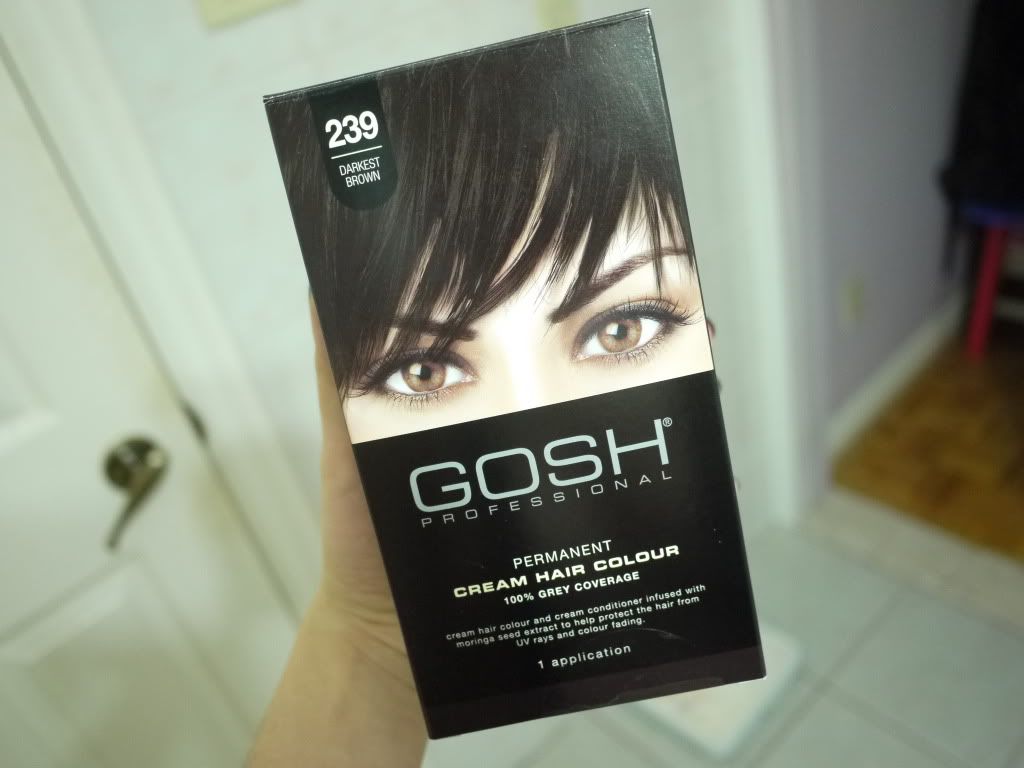 239
DARKEST
BROWN
GOSH®
PROFESSIONAL
PERMANENT
CREAM HAIR COLOUR
100% GREY COVERAGE
cream hair colour and cream conditioner infused with
moringa seed extract to help protect the hair from
UV rays and colour fading.
1 application